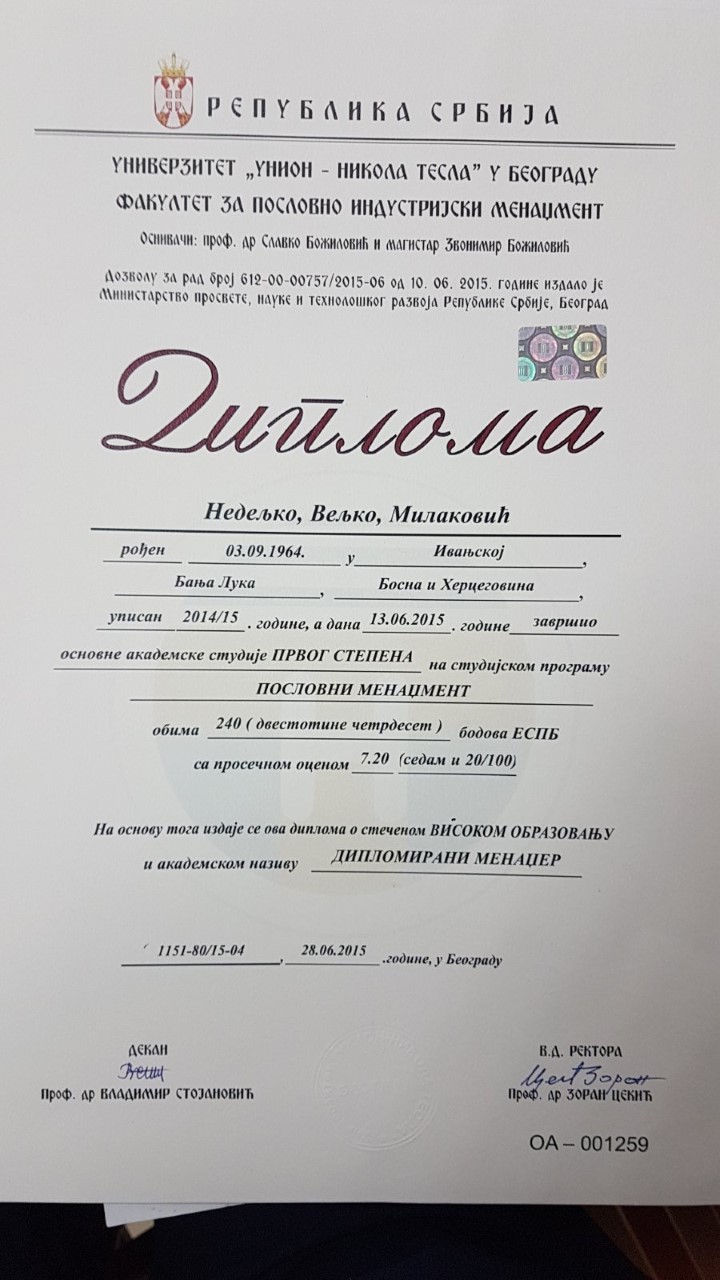 РЕПУБЛИКА СРБИЈА
УНИВЕРЗИТЕТ „УНИОН - НИКОЛА ТЕСЛА” У БЕОГРАДУ
ФАКУЛТЕТ ЗА ПОСЛОВНО ИНДУСТРИЈСКИ МЕНАЏМЕНТ
Оснивачи: проф. др Славко Божиловић и магистар Звонимир Божиловић
Дозволу за рад број 612-00-00757/2015-06 од 10. 06. 2015. године издало је
Министарство просвете, науке и технолошког развоја Републике Србије, Београд
Диплома
Недељко, Вељко, Милаковић
рођен 03.09.1964. у Ивањској,
Бања Лука, Босна и Херцеговина,
уписан 2014/15 . године, а дана 13.06.2015 . године завршио
основне академске студије ПРВОГ СТЕПЕНА на студијском програму
ПОСЛОВНИ МЕНАЏМЕНТ
обима 240 ( двестотине четрдесет ) бодова ЕСПБ
са просечном оценом 7.20 (седам и 20/100)
На основу тога издаје се ова диплома о стеченом ВИСОКОМ ОБРАЗОВАЊУ
и академском називу ДИПЛОМИРАНИ МЕНАЏЕР
1151-80/15-04, 28.06.2015 .године, у Београду
ДЕКАН
Проф. др ВЛАДИМИР СТОЈАНОВИЋ
В.Д. РЕКТОРА
Цекић Зоран
Проф. др ЗОРАН ЦЕКИЋ
ОА – 001259